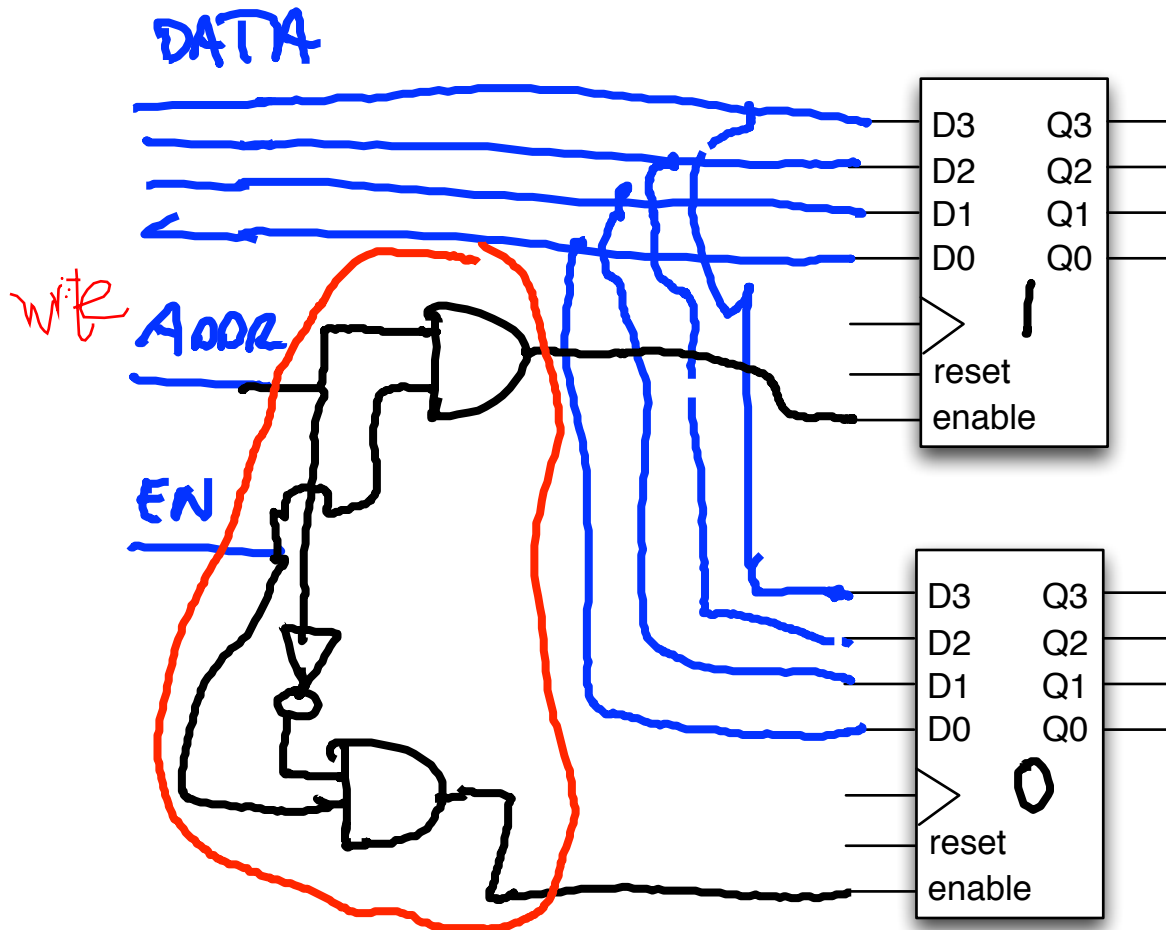 DATA
D3 Q3
D2 Q2
D1 Q1
D0 Q0
write ADDR
1
reset
enable
EN
D3 Q3
D2 Q2
D1 Q1
D0 Q0
0
reset
enable